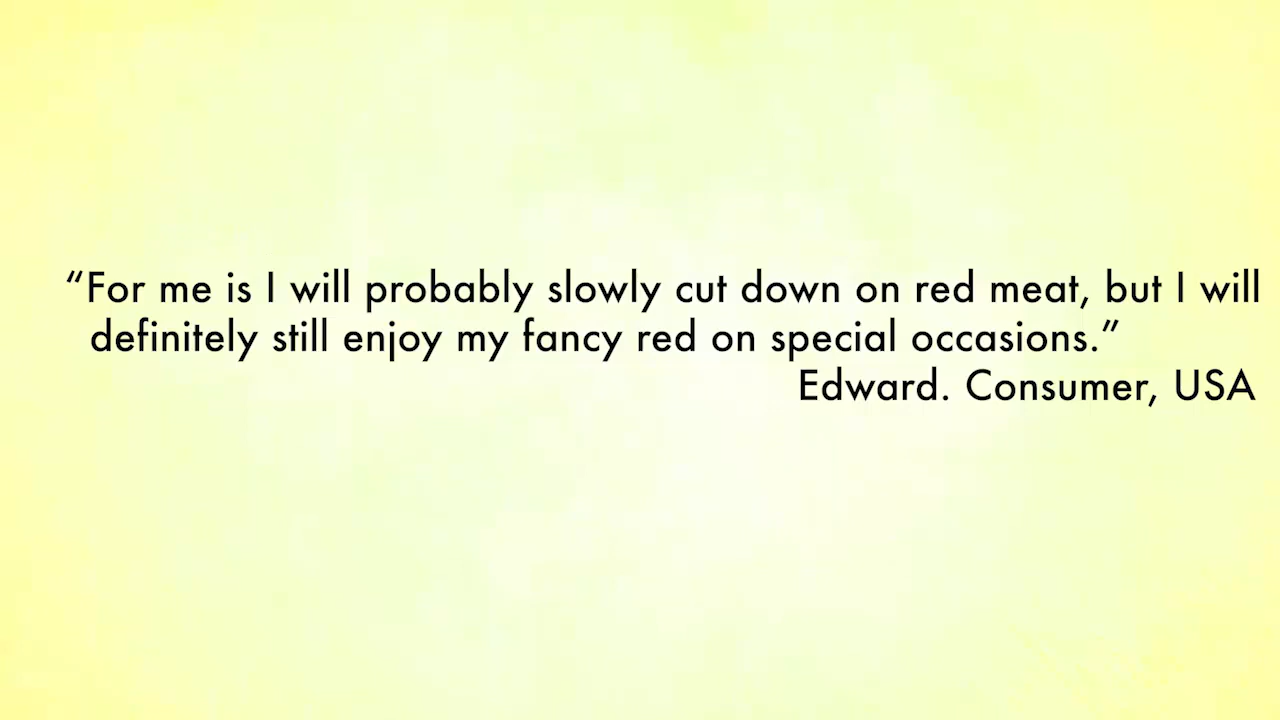 “For me is I will probably slowly cut down on red meat, but I will
definitely still enjoy my fancy red on special occasions.”
Edward. Consumer, USA